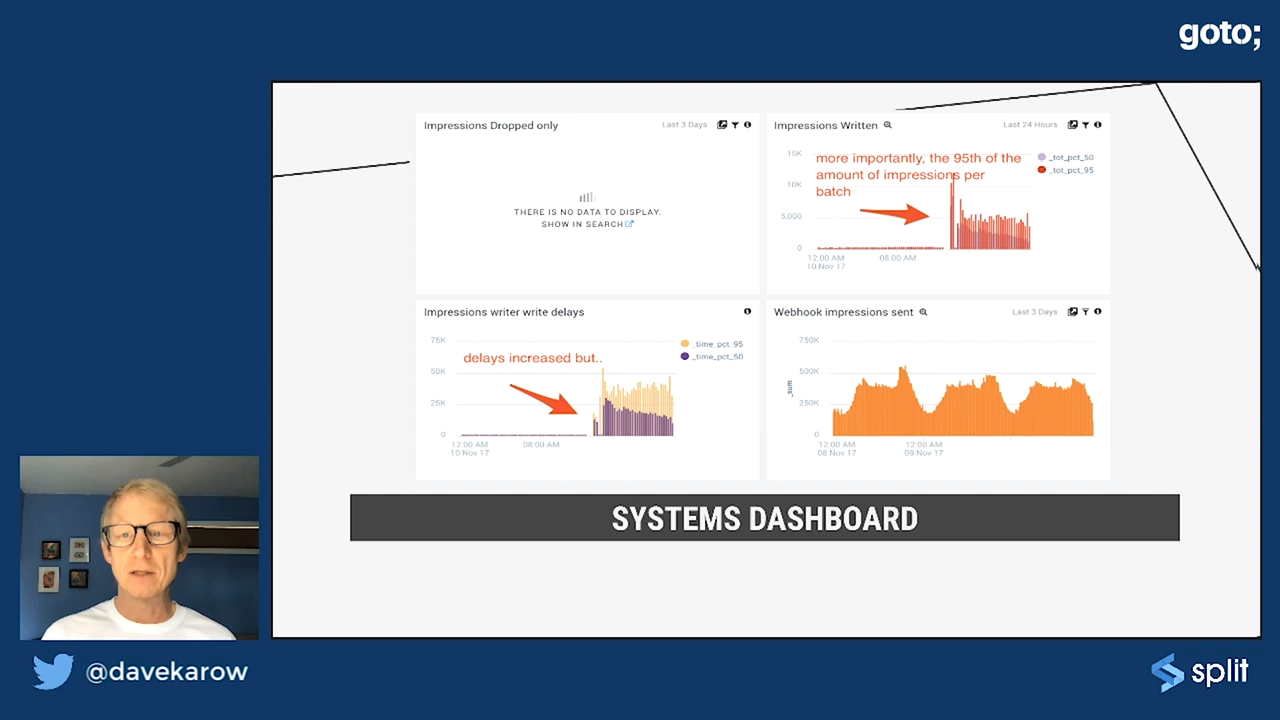 goto;
Impressions Dropped only
Last 3 Days
THERE IS NO DATA TO DISPLAY.
SHOW IN SEARCH
Impressions Written
Last 24 Hours
more importantly, the 95th of the
amount of impressions per
batch
_tot_pct_50
_tot_pct_95
15K
10K
5,000
0
12:00 AM
10 Nov 17
08:00 AM
Impressions writer write delays
delays increased but..
_time_pct_95
_time_pct_50
75K
50K
25K
0
12:00 AM
10 Nov 17
08:00 AM
Webhook impressions sent
Last 3 Days
_sum
750K
500K
250K
0
12:00 AM
08 Nov 17
12:00 AM
09 Nov 17
SYSTEMS DASHBOARD
@davekarow
split